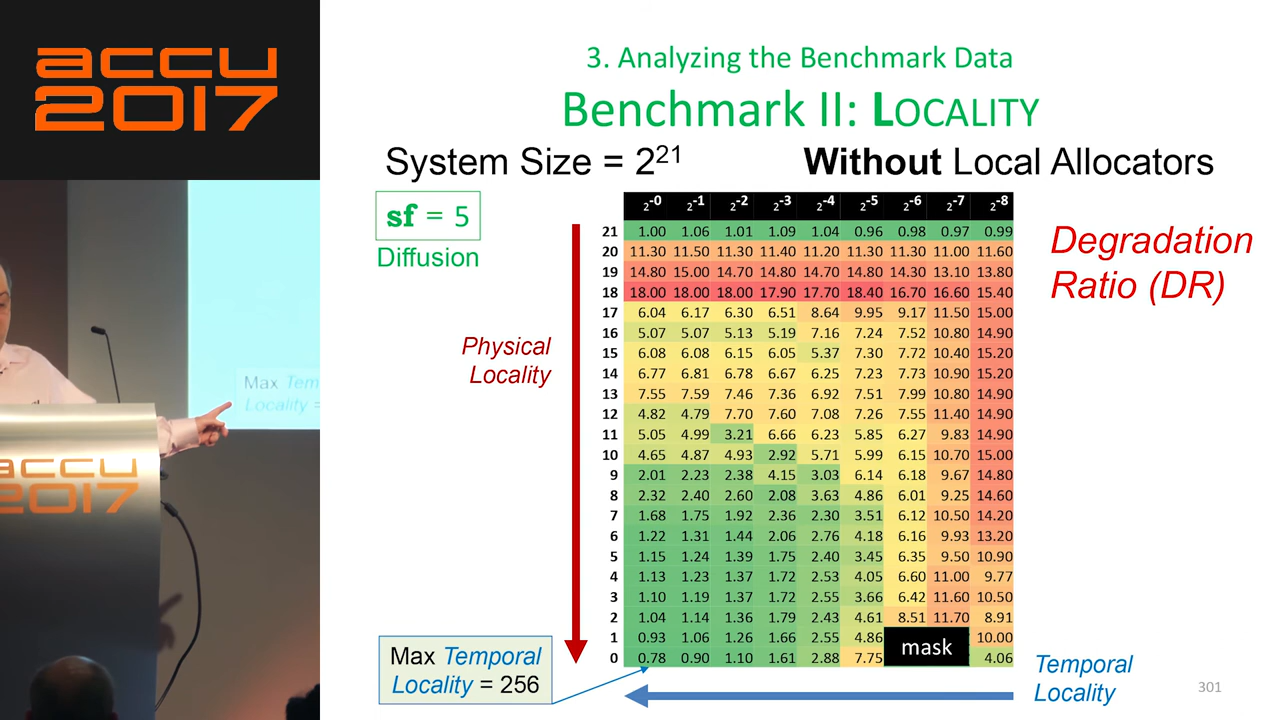 accu
2017
3. Analyzing the Benchmark Data
Benchmark II: LOCALITY
System Size = 2^21
Without Local Allocators
sf = 5
Diffusion
Degradation
Ratio (DR)
Physical
Locality
2^-0 2^-1 2^-2 2^-3 2^-4 2^-5 2^-6 2^-7 2^-8
21 1.00 1.06 1.01 1.09 1.04 0.96 0.98 0.97 0.99
20 11.30 11.50 11.30 11.40 11.20 11.30 11.30 11.00 11.60
19 14.80 15.00 14.70 14.80 14.70 14.80 14.30 13.10 13.80
18 18.00 18.00 18.00 17.90 17.70 18.40 16.70 16.60 15.40
17 6.04 6.17 6.30 6.51 8.64 9.95 9.17 11.50 15.00
16 5.07 5.07 5.13 5.19 7.16 7.24 7.52 10.80 14.90
15 6.08 6.08 6.15 6.05 5.37 7.30 7.72 10.40 15.20
14 6.77 6.81 6.78 6.67 6.25 7.23 7.73 10.90 15.20
13 7.55 7.59 7.46 7.36 6.92 7.51 7.99 10.80 14.90
12 4.82 4.79 7.70 7.60 7.08 7.26 7.55 11.40 14.90
11 5.05 4.99 3.21 6.66 6.23 5.85 6.27 9.83 14.90
10 4.65 4.87 4.93 2.92 5.71 5.99 6.15 10.70 15.00
9 2.01 2.23 2.38 4.15 3.03 6.14 6.18 9.67 14.80
8 2.32 2.40 2.60 2.08 3.63 4.86 6.01 9.25 14.60
7 1.68 1.75 1.92 2.36 2.30 3.51 6.12 10.50 14.20
6 1.22 1.31 1.44 2.06 2.76 4.18 6.16 9.93 13.20
5 1.15 1.24 1.39 1.75 2.40 3.45 6.35 9.50 10.90
4 1.13 1.23 1.37 1.72 2.53 4.05 6.60 11.00 9.77
3 1.10 1.19 1.37 1.72 2.55 3.66 6.42 11.60 10.50
2 1.04 1.14 1.36 1.79 2.43 4.61 8.51 11.70 8.91
1 0.93 1.06 1.26 1.66 2.55 4.86 10.00
0 0.78 0.90 1.10 1.61 2.88 7.75 4.06
mask
Max Temporal
Locality = 256
Temporal
Locality
301
Max Tem
Locality =
accu
2017